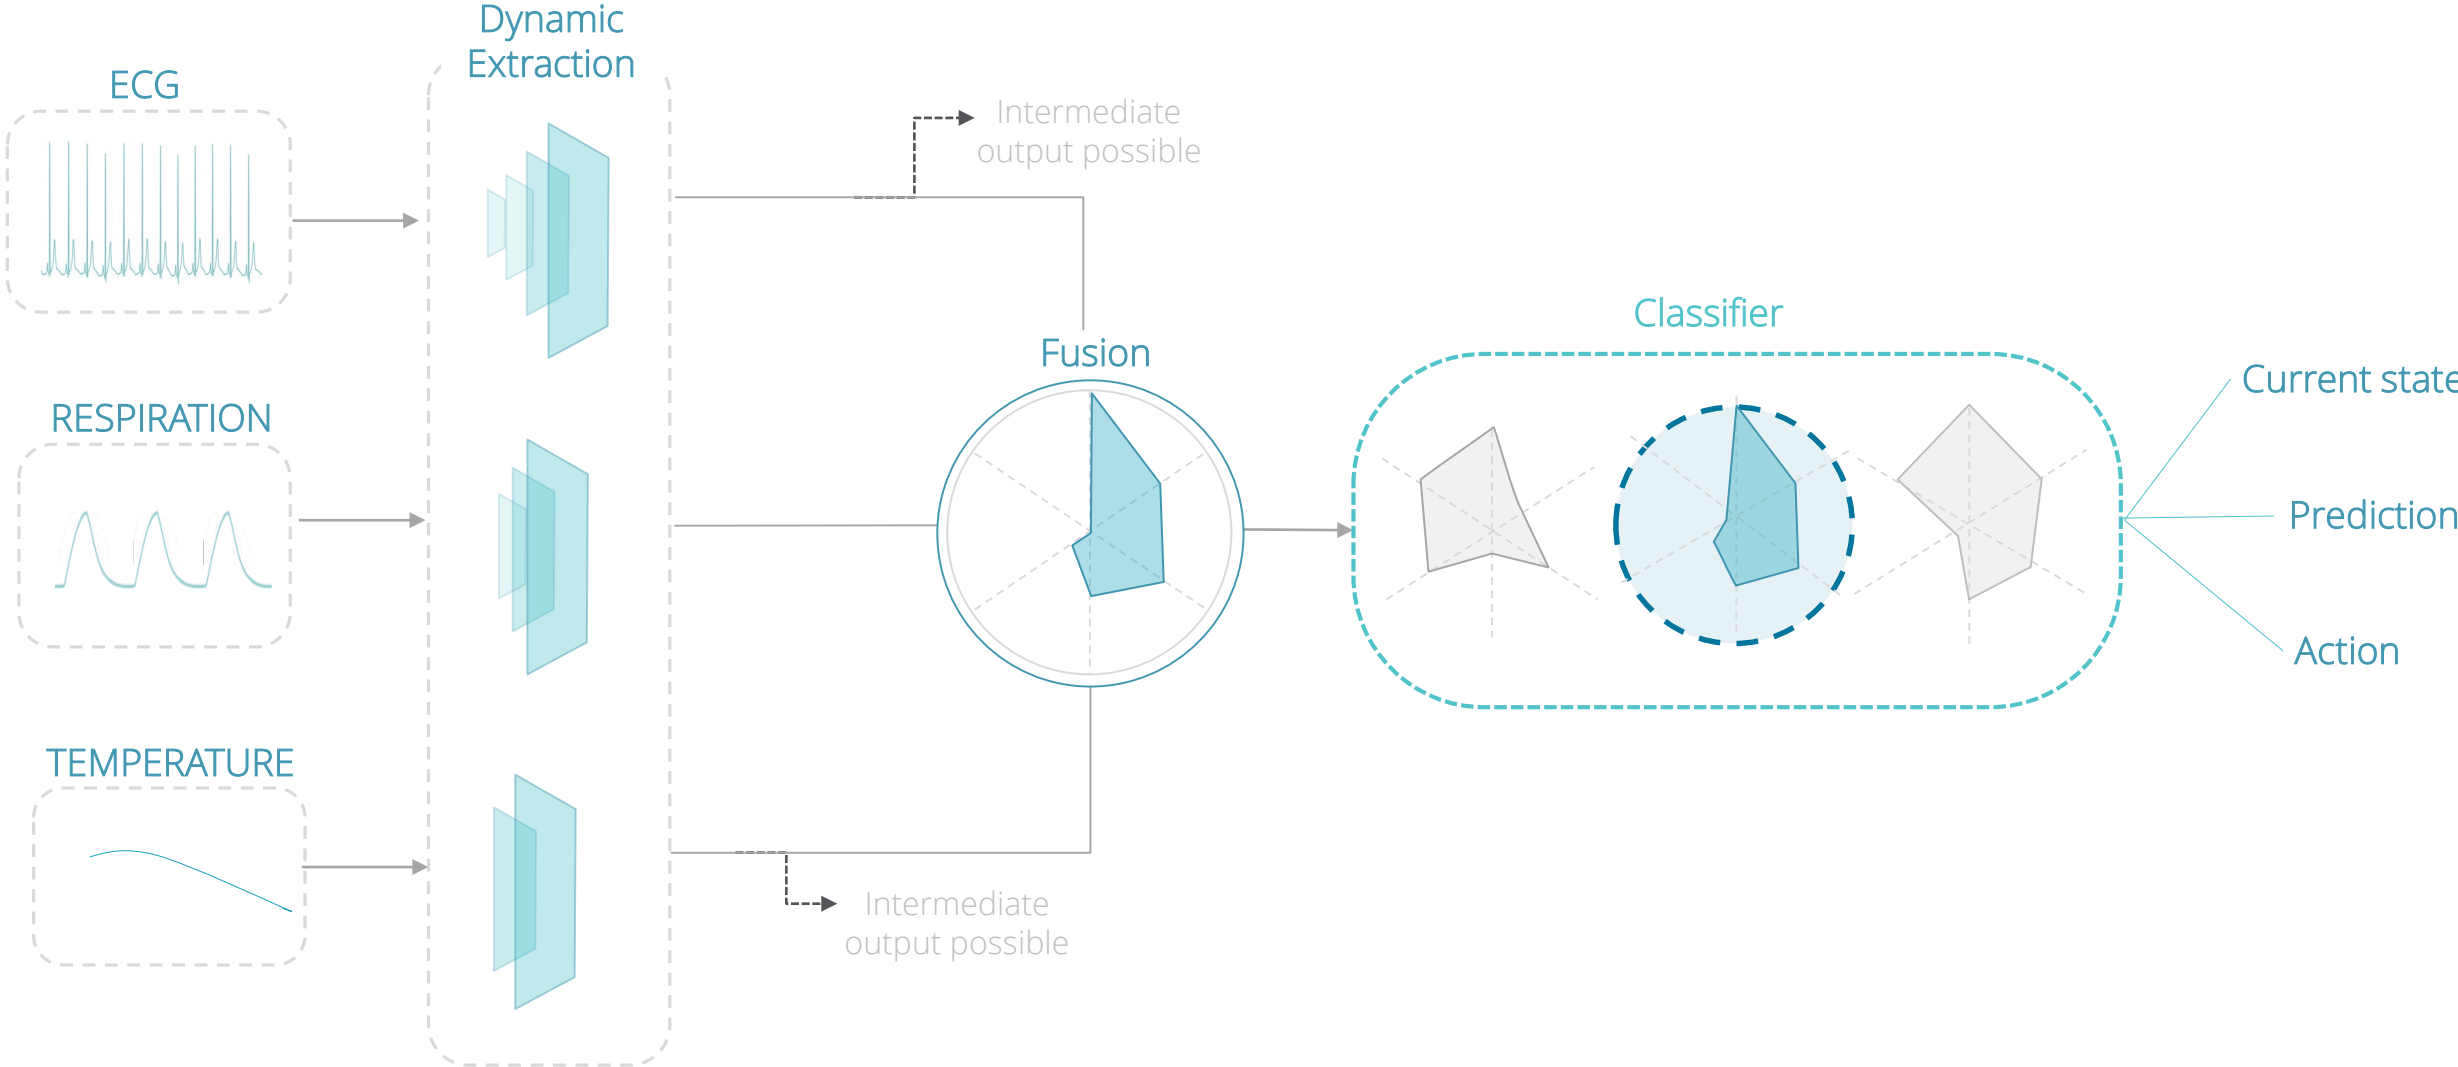 Dynamic
Extraction
ECG
Intermediate
output possible
RESPIRATION
Fusion
Classifier
Current state
Prediction
Action
TEMPERATURE
Intermediate
output possible